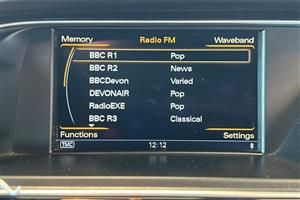 Memory Radio FM Waveband
BBC R1 Pop
BBC R2 News
BBCDevon Varied
DEVONAIR Pop
RadioEXE Pop
BBC R3 Classical
Functions Settings
TMC 12:12